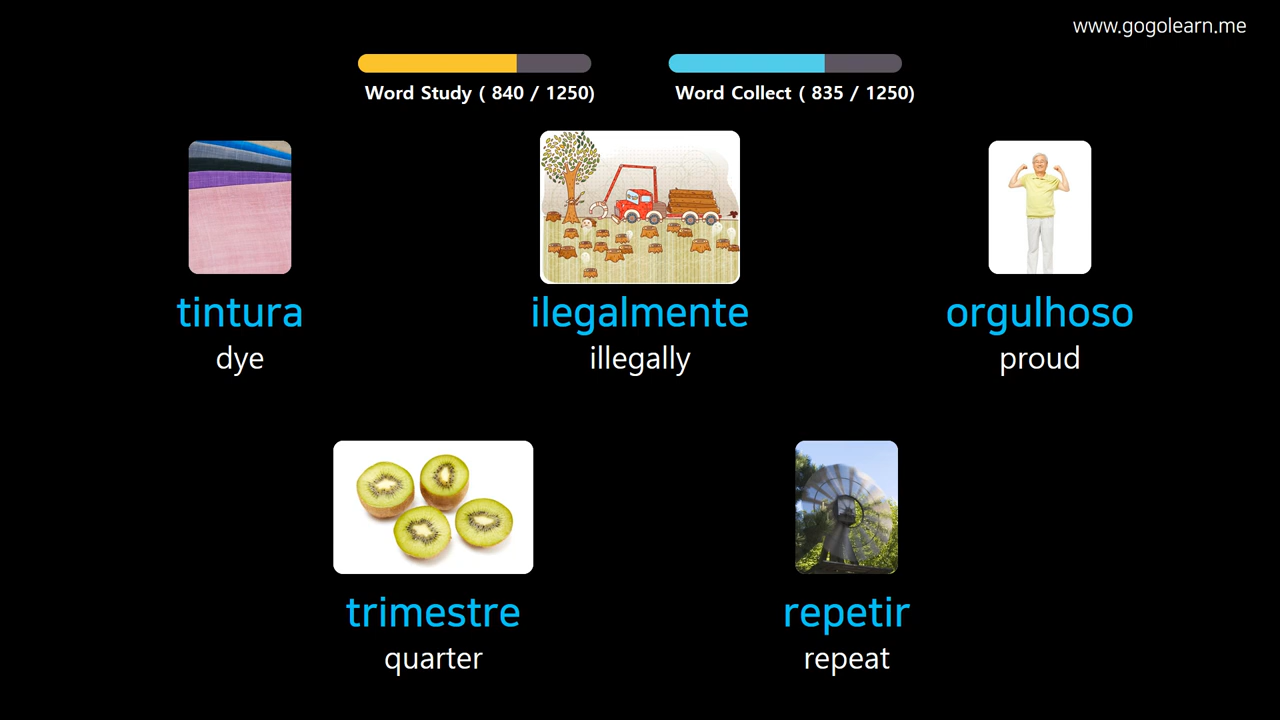 www.gogolearn.me
Word Study ( 840 / 1250)
Word Collect ( 835 / 1250)
tintura
dye
ilegalmente
illegally
orgulhoso
proud
trimestre
quarter
repetir
repeat